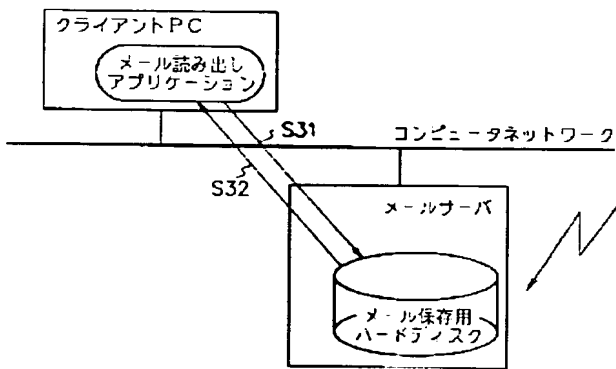 クライアントPC
メール読み出し
アプリケーション
S31
コンピュータネットワーク
S32
メールサーバ
メール保存用
ハードディスク